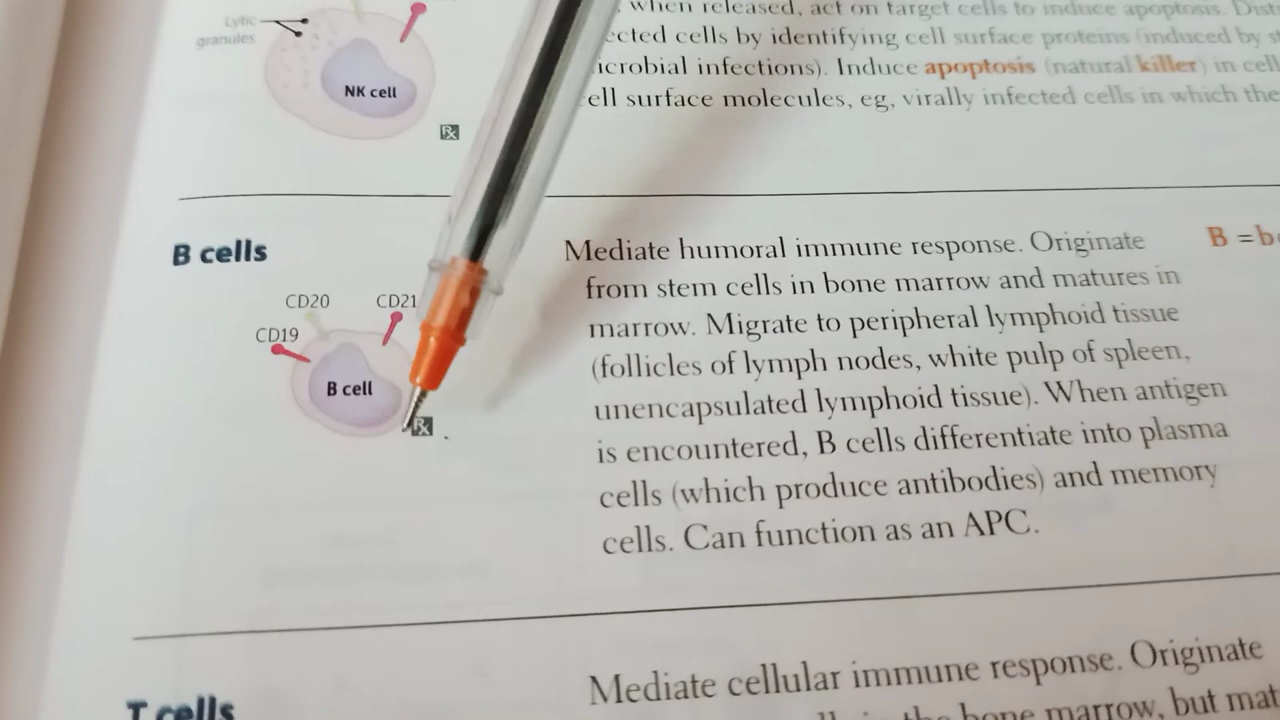 Lytic
granules
NK cell
Rx
when released, act on target cells to induce apoptosis.
ected cells by identifying cell surface proteins (induced by
icrobial infections). Induce apoptosis (natural killer) in
ell surface molecules, eg, virally infected cells in which the
B cells
CD20
CD21
CD19
B cell
Rx
Mediate humoral immune response. Originate
from stem cells in bone marrow and matures in
marrow. Migrate to peripheral lymphoid tissue
(follicles of lymph nodes, white pulp of spleen,
unencapsulated lymphoid tissue). When antigen
is encountered, B cells differentiate into plasma
cells (which produce antibodies) and memory
cells. Can function as an APC.
B =
T cells
Mediate cellular immune response. Originate
the bone marrow, but